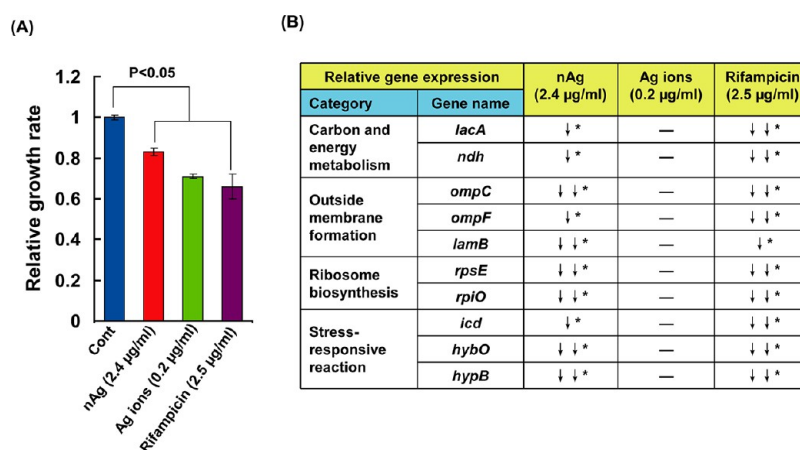 (A)
P<0.05
Relative growth rate
1.2
1
0.8
0.6
0.4
0.2
0
Cont
nAg (2.4 µg/ml)
Ag ions (0.2 µg/ml)
Rifampicin (2.5 µg/ml)
(B)
Relative gene expression
nAg
(2.4 µg/ml)
Ag ions
(0.2 µg/ml)
Rifampicin
(2.5 µg/ml)
Category
Gene name
Carbon and
energy
metabolism
lacA
↓*
—
↓↓*
ndh
↓*
—
↓↓*
Outside
membrane
formation
ompC
↓↓*
—
↓↓*
ompF
↓*
—
↓↓*
lamB
↓↓*
—
↓*
Ribosome
biosynthesis
rpsE
↓↓*
—
↓↓*
rpiO
↓↓*
—
↓↓*
Stress-
responsive
reaction
icd
↓*
—
↓↓*
hybO
↓↓*
—
↓↓*
hypB
↓↓*
—
↓↓*